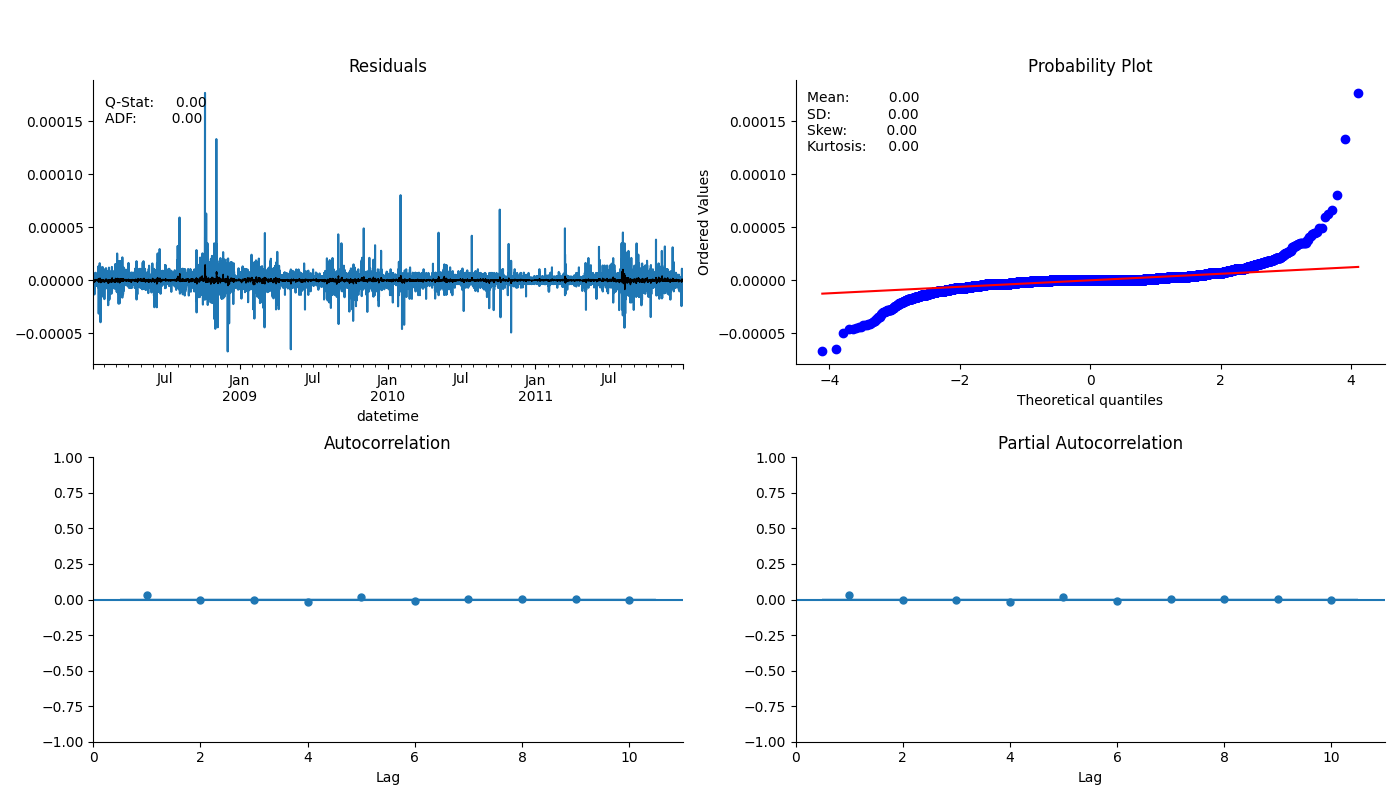 Residuals
Q-Stat: 0.00
ADF: 0.00
0.00015
0.00010
0.00005
0.00000
−0.00005
Jul Jan Jul Jan Jul Jan Jul
2009 2010 2011
datetime
Probability Plot
Mean: 0.00
SD: 0.00
Skew: 0.00
Kurtosis: 0.00
Ordered Values
0.00015
0.00010
0.00005
0.00000
−0.00005
−4 −2 0 2 4
Theoretical quantiles
Autocorrelation
1.00
0.75
0.50
0.25
0.00
−0.25
−0.50
−0.75
−1.00
0 2 4 6 8 10
Lag
Partial Autocorrelation
1.00
0.75
0.50
0.25
0.00
−0.25
−0.50
−0.75
−1.00
0 2 4 6 8 10
Lag